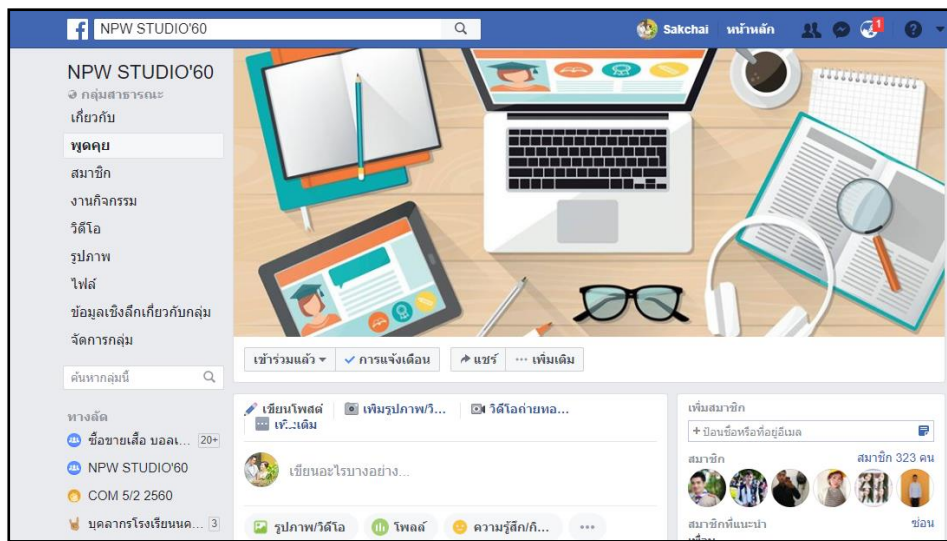 NPW STUDIO'60
Sakchai หน้าหลัก
1
NPW STUDIO'60
กลุ่มสาธารณะ
เกี่ยวกับ
พูดคุย
สมาชิก
งานกิจกรรม
วิดีโอ
รูปภาพ
ไฟล์
ข้อมูลเชิงลึกเกี่ยวกับกลุ่ม
จัดการกลุ่ม
ค้นหากลุ่มนี้
ทางลัด
ซื้อขายเสื้อ บอลเ... 20+
NPW STUDIO'60
COM 5/2 2560
บุคลากรโรงเรียนนค... 3
เข้าร่วมแล้ว
การแจ้งเตือน
แชร์
เพิ่มเติม
เขียนโพสต์
เพิ่มรูปภาพ/วิ...
วิดีโอถ่ายทอ...
เขียนอะไรบางอย่าง...
รูปภาพ/วิดีโอ
โพลล์
ความรู้สึก/กิ...
เพิ่มสมาชิก
+ ป้อนชื่อหรือที่อยู่อีเมล
สมาชิก
สมาชิก 323 คน
สมาชิกที่แนะนำ
ซ่อน